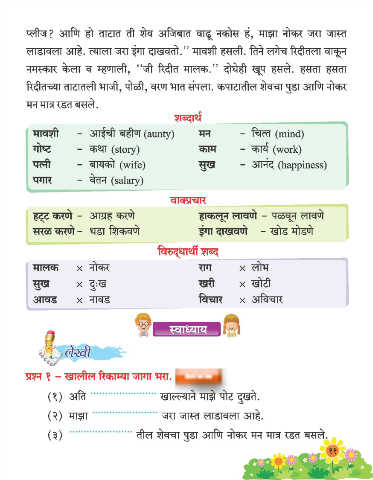 प्लीज? आणि हो ताटात ती शेव अजिबात वाढू नकोस हं, माझा नोकर जरा जास्त
लाडावला आहे. त्याला जरा इंगा दाखवतो.'' मावशी हसली. तिने लगेच रिदीतला वाकून
नमस्कार केला व म्हणाली, ''जी रिदीत मालक.'' दोघेही खूप हसले. हसता हसता
रिदीतच्या ताटातली भाजी, पोळी, वरण भात संपला. कपाटातील शेवचा पुडा आणि नोकर
मन मात्र रडत बसले.
शब्दार्थ
मावशी - आईची बहीण (aunty) मन - चित्त (mind)
गोष्ट - कथा (story) काम - कार्य (work)
पत्नी - बायको (wife) सुख - आनंद (happiness)
पगार - वेतन (salary)
वाक्प्रचार
हट्ट करणे - आग्रह करणे हाकलून लावणे - पळवून लावणे
सरळ करणे - धडा शिकवणे इंगा दाखवणे - खोड मोडणे
विरुद्धार्थी शब्द
मालक × नोकर राग × लोभ
सुख × दुःख खरी × खोटी
आवड × नावड विचार × अविचार
स्वाध्याय
लेखी
प्रश्न १ - खालील रिकाम्या जागा भरा.
(१) अति ........................ खाल्ल्याने माझे पोट दुखते.
(२) माझा ........................ जरा जास्त लाडावला आहे.
(३) ........................ तील शेवचा पुडा आणि नोकर मन मात्र रडत बसले.